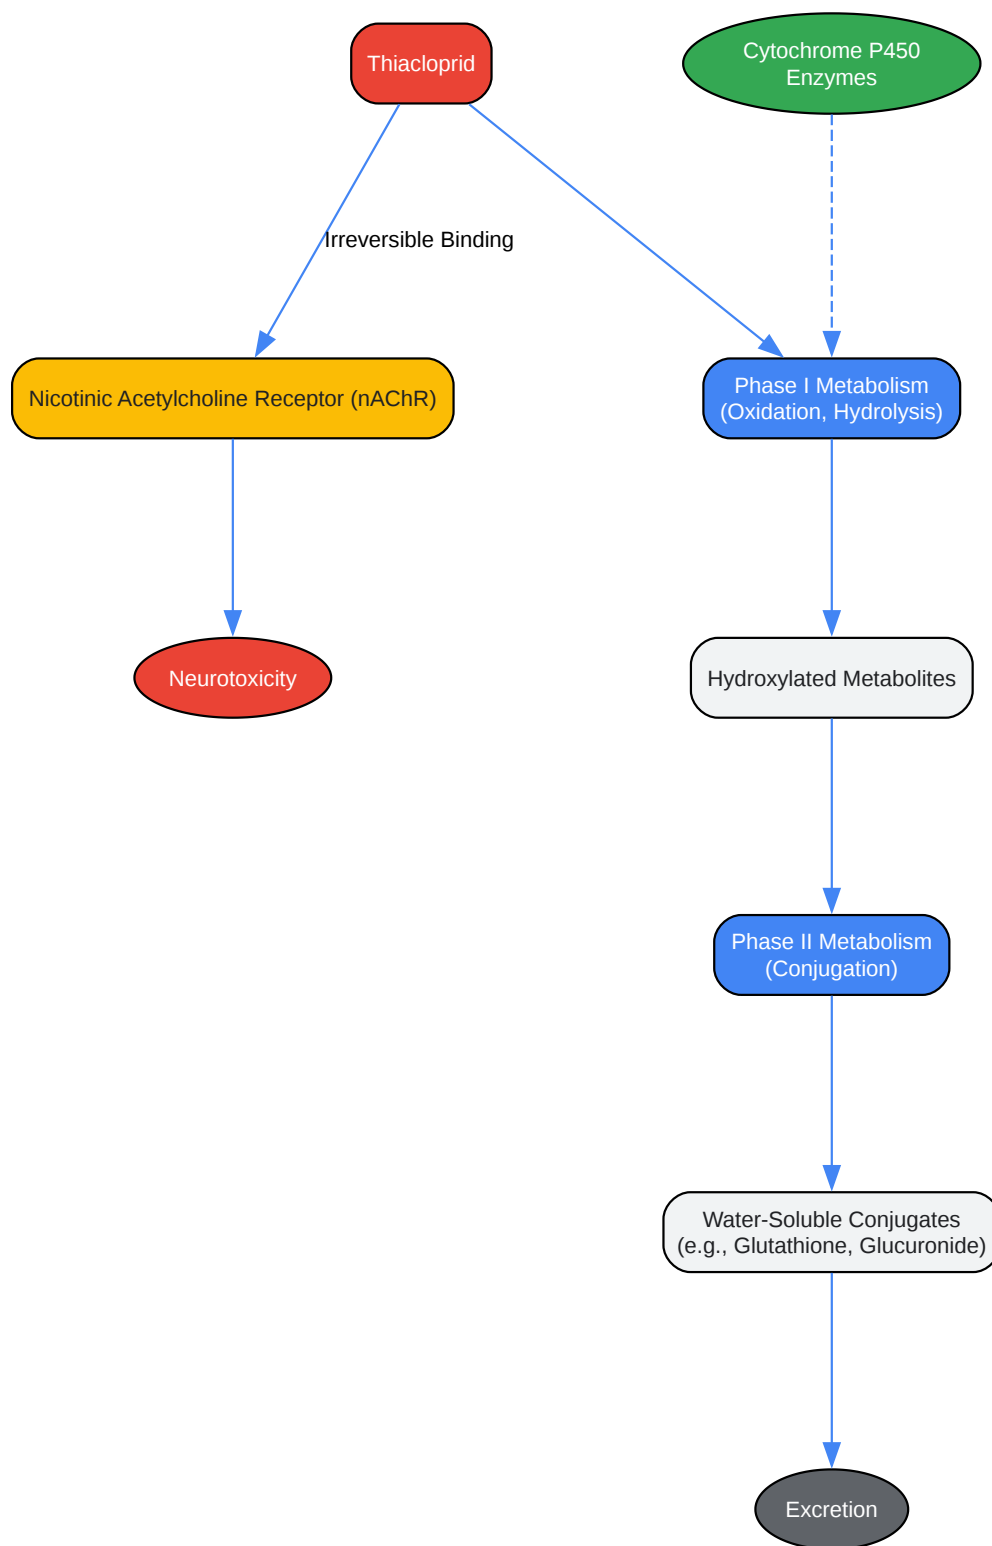 Thiacloprid
Cytochrome P450
Enzymes
Irreversible Binding
Nicotinic Acetylcholine Receptor (nAChR)
Phase I Metabolism
(Oxidation, Hydrolysis)
Neurotoxicity
Hydroxylated Metabolites
Phase II Metabolism
(Conjugation)
Water-Soluble Conjugates
(e.g., Glutathione, Glucuronide)
Excretion